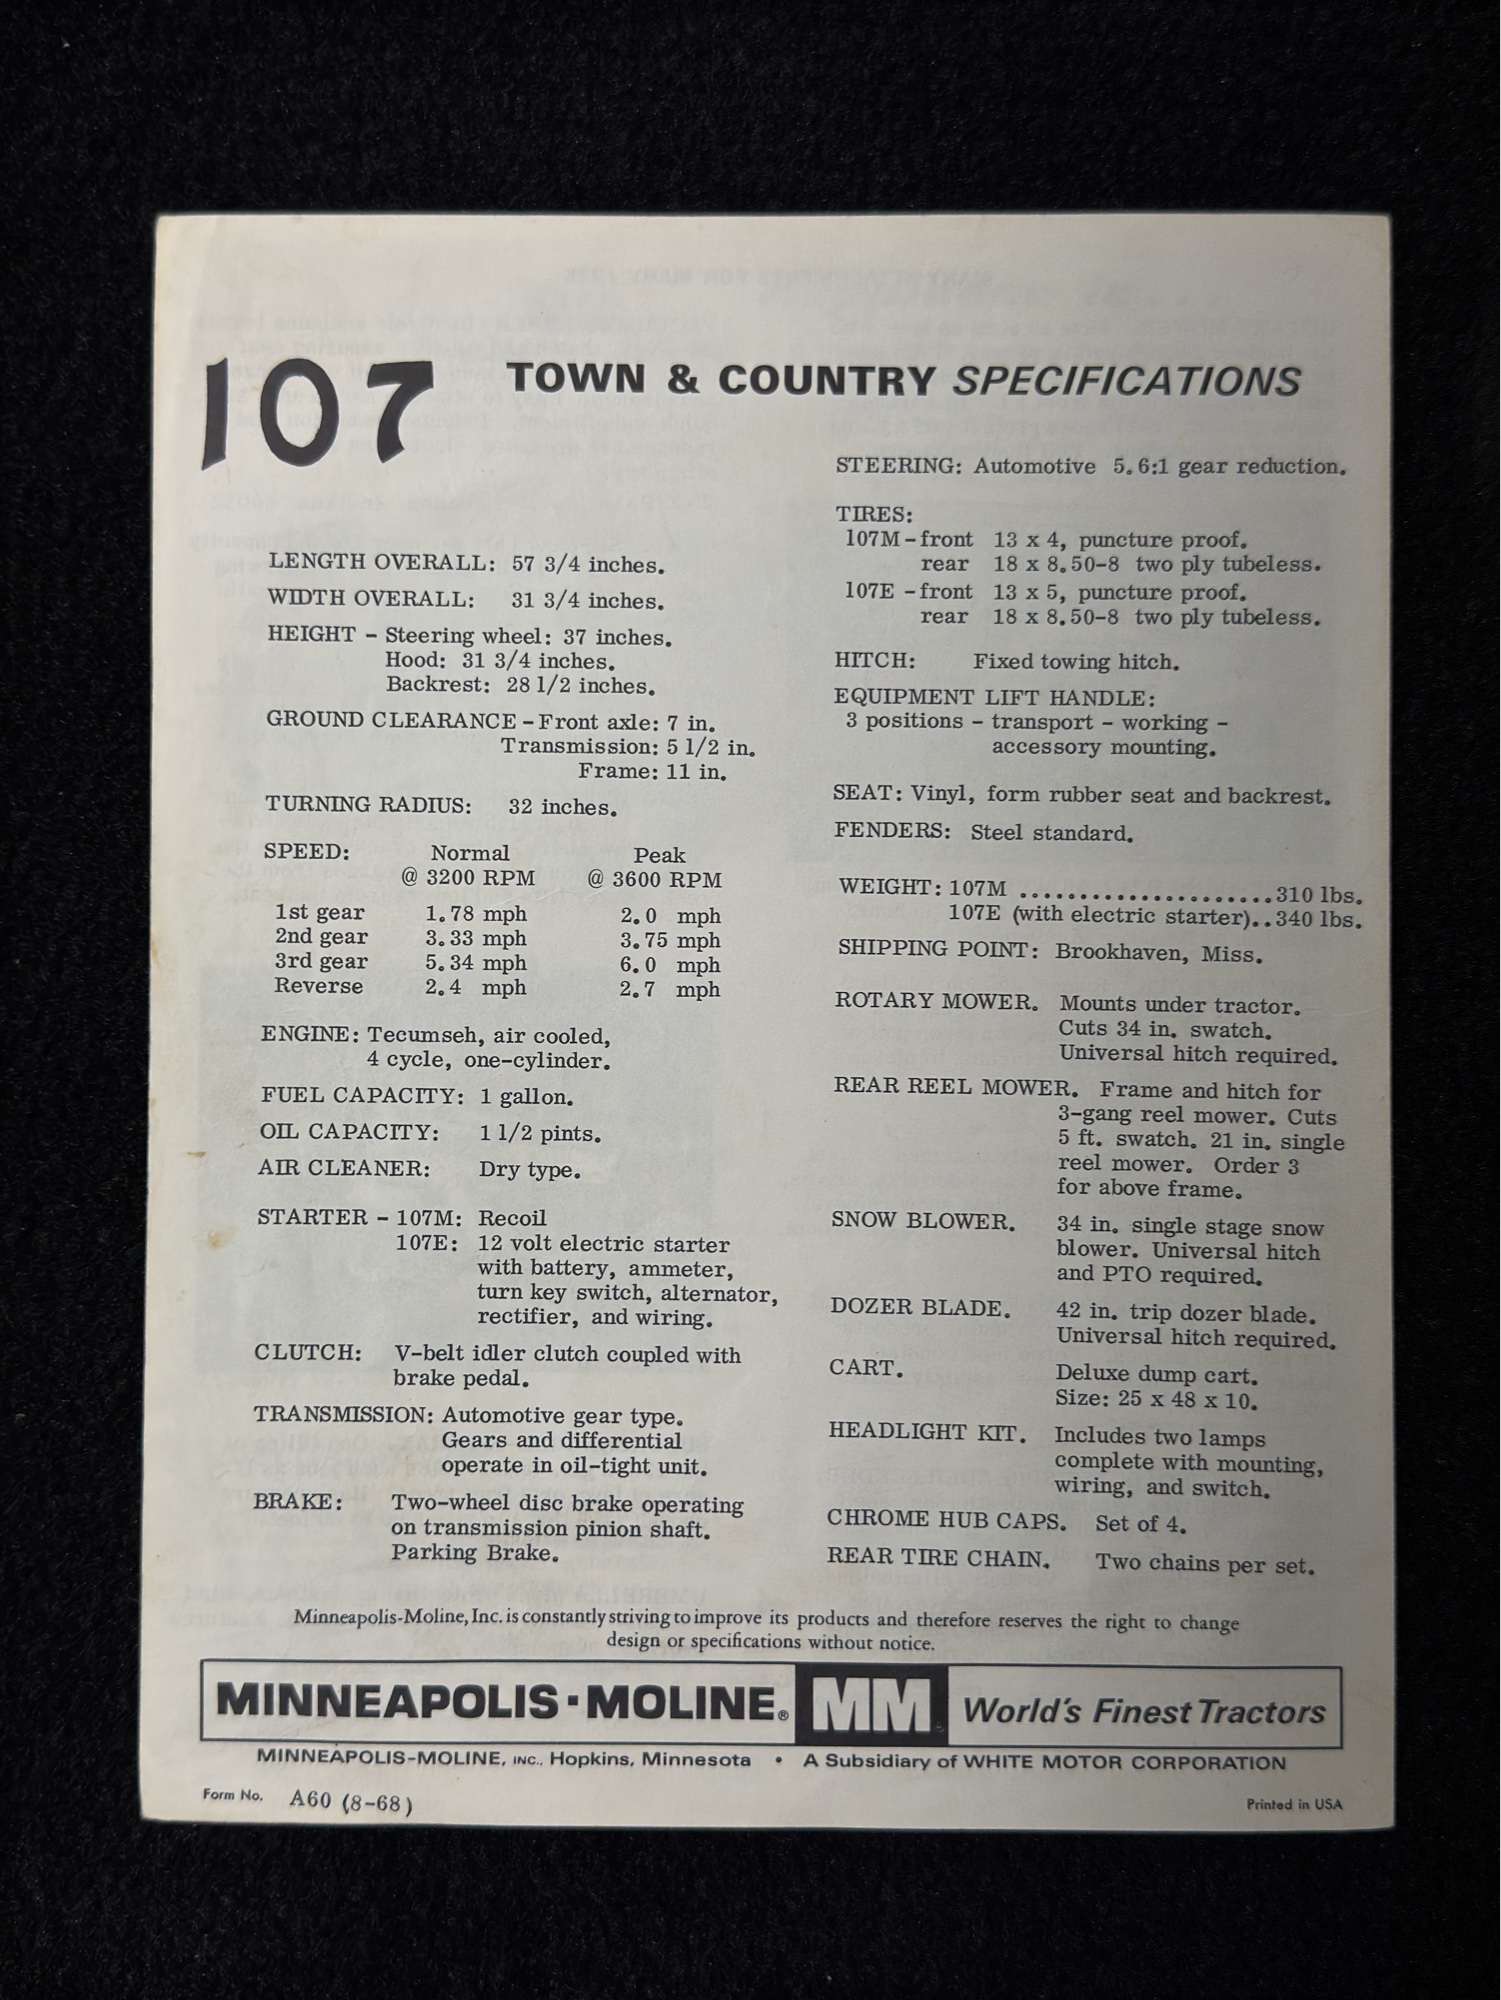 107 TOWN & COUNTRY SPECIFICATIONS
LENGTH OVERALL: 57 3/4 inches.
WIDTH OVERALL: 31 3/4 inches.
HEIGHT - Steering wheel: 37 inches.
Hood: 31 3/4 inches.
Backrest: 28 1/2 inches.
GROUND CLEARANCE - Front axle: 7 in.
Transmission: 5 1/2 in.
Frame: 11 in.
TURNING RADIUS: 32 inches.
SPEED: Normal Peak
@ 3200 RPM @ 3600 RPM
1st gear 1.78 mph 2.0 mph
2nd gear 3.33 mph 3.75 mph
3rd gear 5.34 mph 6.0 mph
Reverse 2.4 mph 2.7 mph
ENGINE: Tecumseh, air cooled,
4 cycle, one-cylinder.
FUEL CAPACITY: 1 gallon.
OIL CAPACITY: 1 1/2 pints.
AIR CLEANER: Dry type.
STARTER - 107M: Recoil
107E: 12 volt electric starter
with battery, ammeter,
turn key switch, alternator,
rectifier, and wiring.
CLUTCH: V-belt idler clutch coupled with
brake pedal.
TRANSMISSION: Automotive gear type.
Gears and differential
operate in oil-tight unit.
BRAKE: Two-wheel disc brake operating
on transmission pinion shaft.
Parking Brake.
STEERING: Automotive 5.6:1 gear reduction.
TIRES:
107M - front 13 x 4, puncture proof.
rear 18 x 8.50-8 two ply tubeless.
107E - front 13 x 5, puncture proof.
rear 18 x 8.50-8 two ply tubeless.
HITCH: Fixed towing hitch.
EQUIPMENT LIFT HANDLE:
3 positions - transport - working -
accessory mounting.
SEAT: Vinyl, form rubber seat and backrest.
FENDERS: Steel standard.
WEIGHT: 107M .....................310 lbs.
107E (with electric starter)..340 lbs.
SHIPPING POINT: Brookhaven, Miss.
ROTARY MOWER. Mounts under tractor.
Cuts 34 in. swatch.
Universal hitch required.
REAR REEL MOWER. Frame and hitch for
3-gang reel mower. Cuts
5 ft. swatch. 21 in. single
reel mower. Order 3
for above frame.
SNOW BLOWER. 34 in. single stage snow
blower. Universal hitch
and PTO required.
DOZER BLADE. 42 in. trip dozer blade.
Universal hitch required.
CART. Deluxe dump cart.
Size: 25 x 48 x 10.
HEADLIGHT KIT. Includes two lamps
complete with mounting,
wiring, and switch.
CHROME HUB CAPS. Set of 4.
REAR TIRE CHAIN. Two chains per set.
Minneapolis-Moline, Inc. is constantly striving to improve its products and therefore reserves the right to change
design or specifications without notice.
MINNEAPOLIS-MOLINE® MM World's Finest Tractors
MINNEAPOLIS-MOLINE, INC., Hopkins, Minnesota • A Subsidiary of WHITE MOTOR CORPORATION
Form No. A60 (8-68) Printed in USA